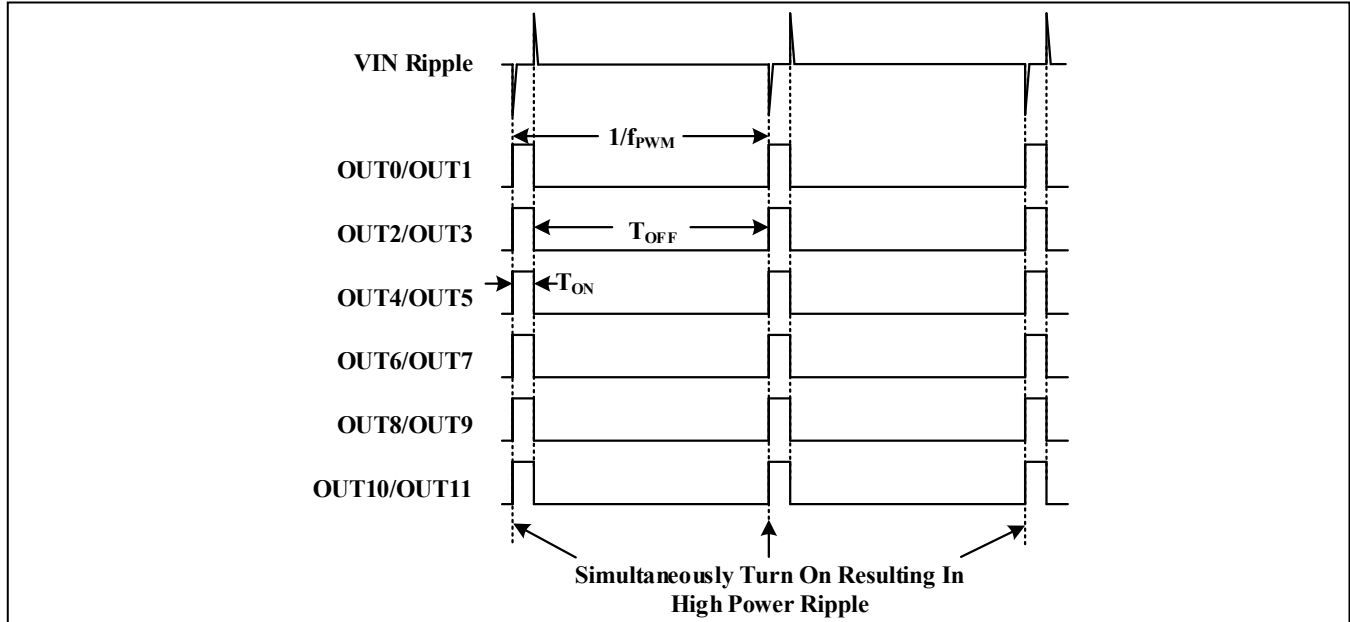 VIN Ripple
1/fPWM
OUT0/OUT1
OUT2/OUT3
TOFF
OUT4/OUT5
TON
OUT6/OUT7
OUT8/OUT9
OUT10/OUT11
Simultaneously Turn On Resulting In
High Power Ripple